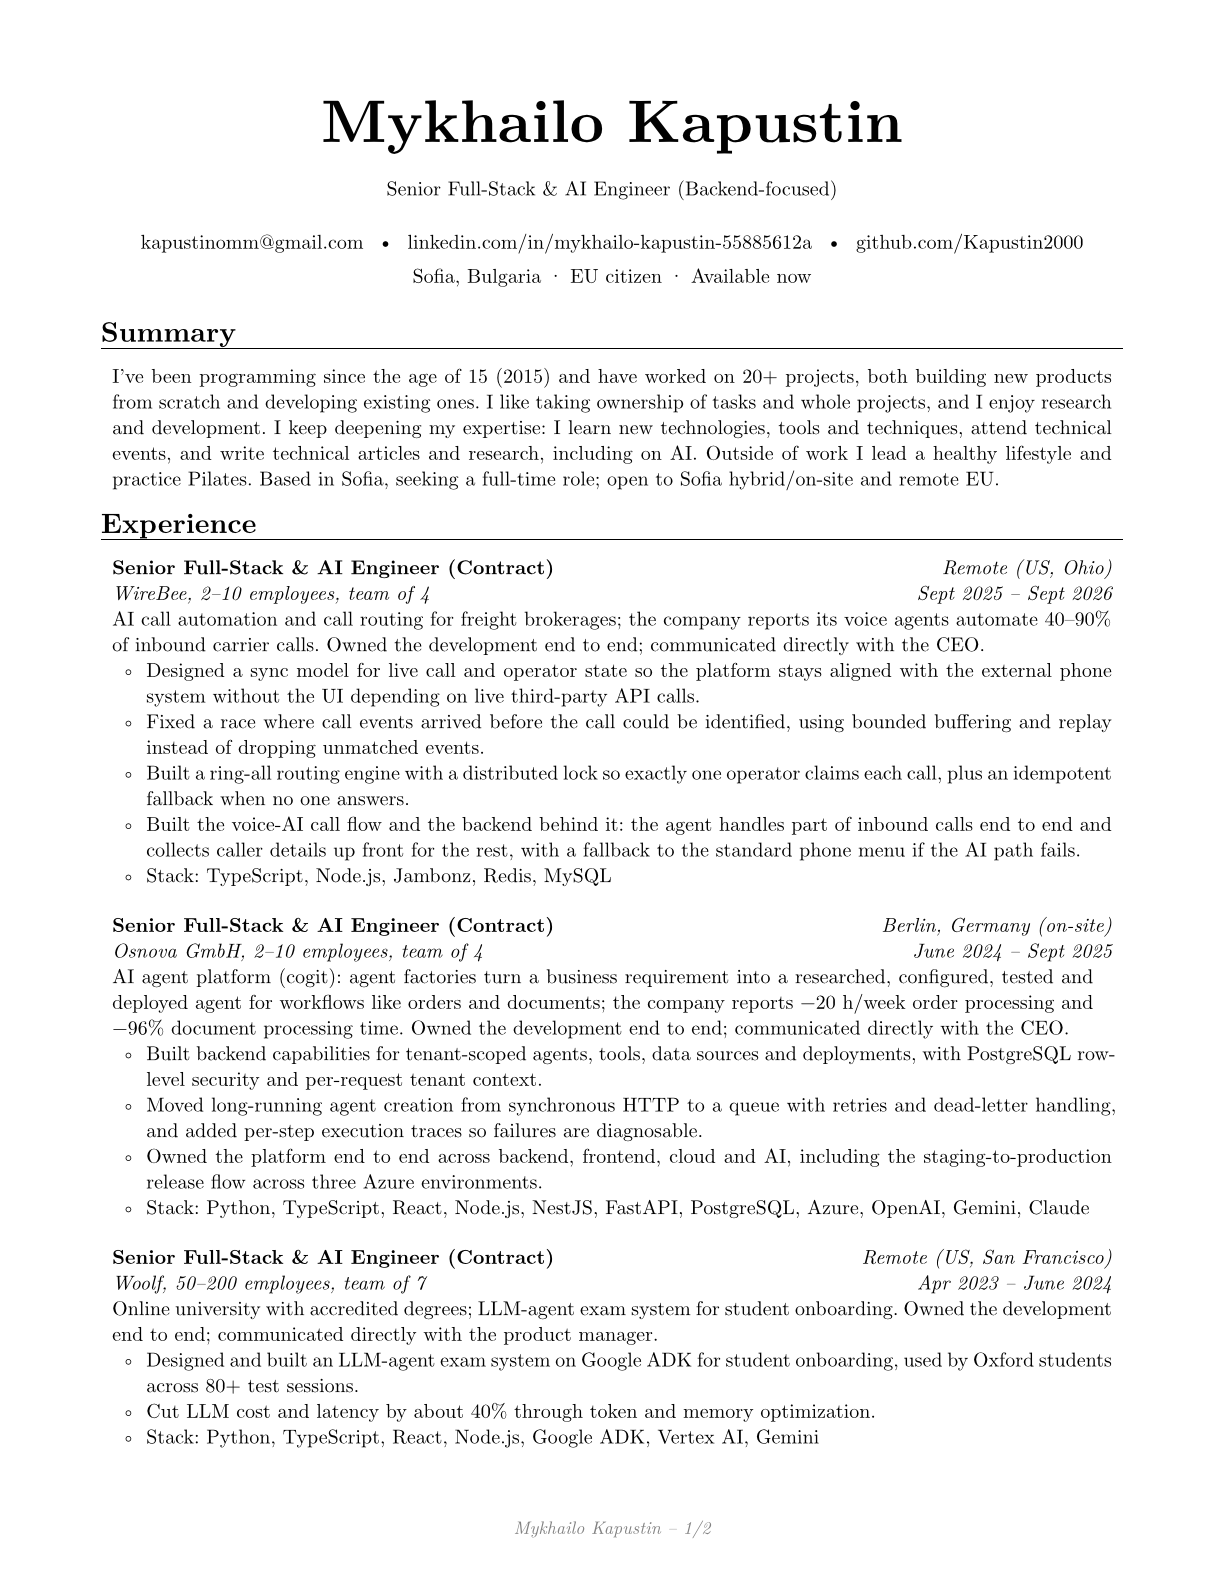 Mykhailo Kapustin
Senior Full-Stack & AI Engineer (Backend-focused)
kapustinomm@gmail.com • linkedin.com/in/mykhailo-kapustin-55885612a • github.com/Kapustin2000
Sofia, Bulgaria · EU citizen · Available now
Summary
I've been programming since the age of 15 (2015) and have worked on 20+ projects, both building new products
from scratch and developing existing ones. I like taking ownership of tasks and whole projects, and I enjoy research
and development. I keep deepening my expertise: I learn new technologies, tools and techniques, attend technical
events, and write technical articles and research, including on AI. Outside of work I lead a healthy lifestyle and
practice Pilates. Based in Sofia, seeking a full-time role; open to Sofia hybrid/on-site and remote EU.
Experience
Senior Full-Stack & AI Engineer (Contract) Remote (US, Ohio)
WireBee, 2–10 employees, team of 4 Sept 2025 – Sept 2026
AI call automation and call routing for freight brokerages; the company reports its voice agents automate 40–90%
of inbound carrier calls. Owned the development end to end; communicated directly with the CEO.
◦ Designed a sync model for live call and operator state so the platform stays aligned with the external phone
system without the UI depending on live third-party API calls.
◦ Fixed a race where call events arrived before the call could be identified, using bounded buffering and replay
instead of dropping unmatched events.
◦ Built a ring-all routing engine with a distributed lock so exactly one operator claims each call, plus an idempotent
fallback when no one answers.
◦ Built the voice-AI call flow and the backend behind it: the agent handles part of inbound calls end to end and
collects caller details up front for the rest, with a fallback to the standard phone menu if the AI path fails.
◦ Stack: TypeScript, Node.js, Jambonz, Redis, MySQL
Senior Full-Stack & AI Engineer (Contract) Berlin, Germany (on-site)
Osnova GmbH, 2–10 employees, team of 4 June 2024 – Sept 2025
AI agent platform (cogit): agent factories turn a business requirement into a researched, configured, tested and
deployed agent for workflows like orders and documents; the company reports −20 h/week order processing and
−96% document processing time. Owned the development end to end; communicated directly with the CEO.
◦ Built backend capabilities for tenant-scoped agents, tools, data sources and deployments, with PostgreSQL row-
level security and per-request tenant context.
◦ Moved long-running agent creation from synchronous HTTP to a queue with retries and dead-letter handling,
and added per-step execution traces so failures are diagnosable.
◦ Owned the platform end to end across backend, frontend, cloud and AI, including the staging-to-production
release flow across three Azure environments.
◦ Stack: Python, TypeScript, React, Node.js, NestJS, FastAPI, PostgreSQL, Azure, OpenAI, Gemini, Claude
Senior Full-Stack & AI Engineer (Contract) Remote (US, San Francisco)
Woolf, 50–200 employees, team of 7 Apr 2023 – June 2024
Online university with accredited degrees; LLM-agent exam system for student onboarding. Owned the development
end to end; communicated directly with the product manager.
◦ Designed and built an LLM-agent exam system on Google ADK for student onboarding, used by Oxford students
across 80+ test sessions.
◦ Cut LLM cost and latency by about 40% through token and memory optimization.
◦ Stack: Python, TypeScript, React, Node.js, Google ADK, Vertex AI, Gemini
Mykhailo Kapustin – 1/2